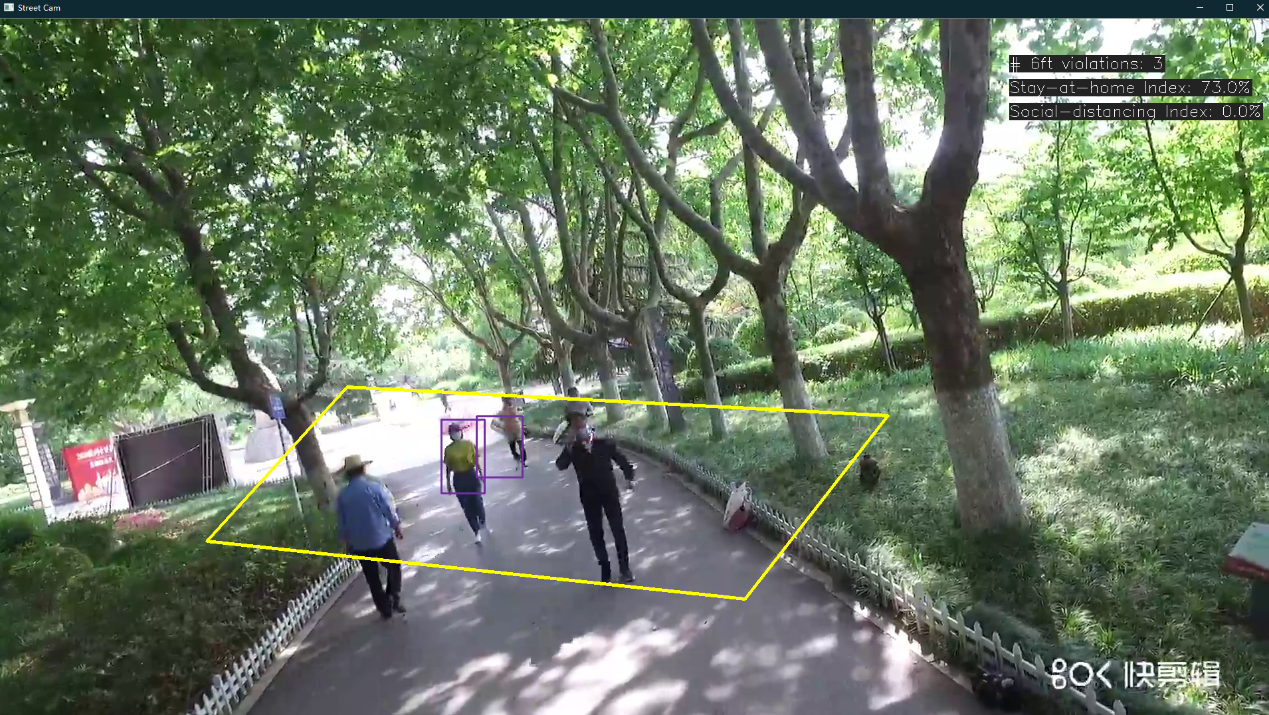 Street Cam
# 6ft violations: 3
Stay-at-home Index: 73.0%
Social-distancing Index: 0.0%
快剪辑